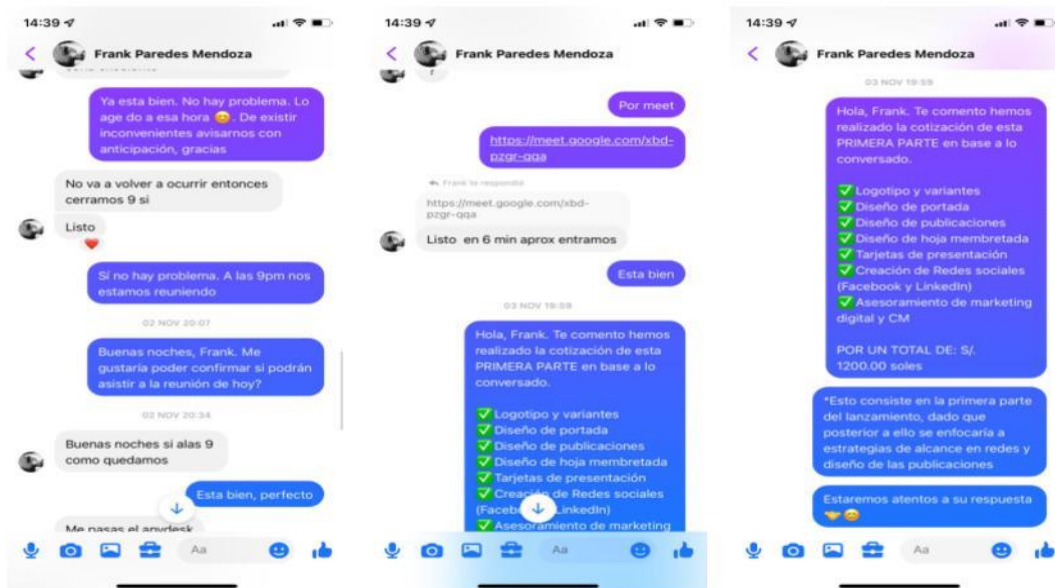 14:39
Frank Paredes Mendoza
Ya esta bien. No hay problema. Lo
age do a esa hora 😊. De existir
inconvenientes avisarnos con
anticipación, gracias
No va a volver a ocurrir entonces
cerramos 9 si
Listo
❤️
Sí no hay problema. A las 9pm nos
estamos reuniendo
02 NOV 20:07
Buenas noches, Frank. Me
gustaría poder confirmar si podrán
asistir a la reunión de hoy?
02 NOV 20:34
Buenas noches si alas 9
como quedamos
Esta bien, perfecto
Me pasas el anydesk
Aa
14:39
Frank Paredes Mendoza
Por meet
https://meet.google.com/xbd-
pzgr-qqa
Frank te respondió
https://meet.google.com/xbd-
pzgr-qqa
Listo en 6 min aprox entramos
Esta bien
03 NOV 19:59
Hola, Frank. Te comento hemos
realizado la cotización de esta
PRIMERA PARTE en base a lo
conversado.
✅Logotipo y variantes
✅Diseño de portada
✅Diseño de publicaciones
✅Diseño de hoja membretada
✅Tarjetas de presentación
✅Creación de Redes sociales
LinkedIn)
✅Asesoramiento de marketing
Aa
14:39
Frank Paredes Mendoza
03 NOV 19:59
Hola, Frank. Te comento hemos
realizado la cotización de esta
PRIMERA PARTE en base a lo
conversado.
✅Logotipo y variantes
✅Diseño de portada
✅Diseño de publicaciones
✅Diseño de hoja membretada
✅Tarjetas de presentación
✅Creación de Redes sociales
(Facebook y LinkedIn)
✅Asesoramiento de marketing
digital y CM
POR UN TOTAL DE: S/.
1200.00 soles
*Esto consiste en la primera parte
del lanzamiento, dado que
posterior a ello se enfocaría a
estrategias de alcance en redes y
diseño de las publicaciones
Estaremos atentos a su respuesta
🤝😊
Aa